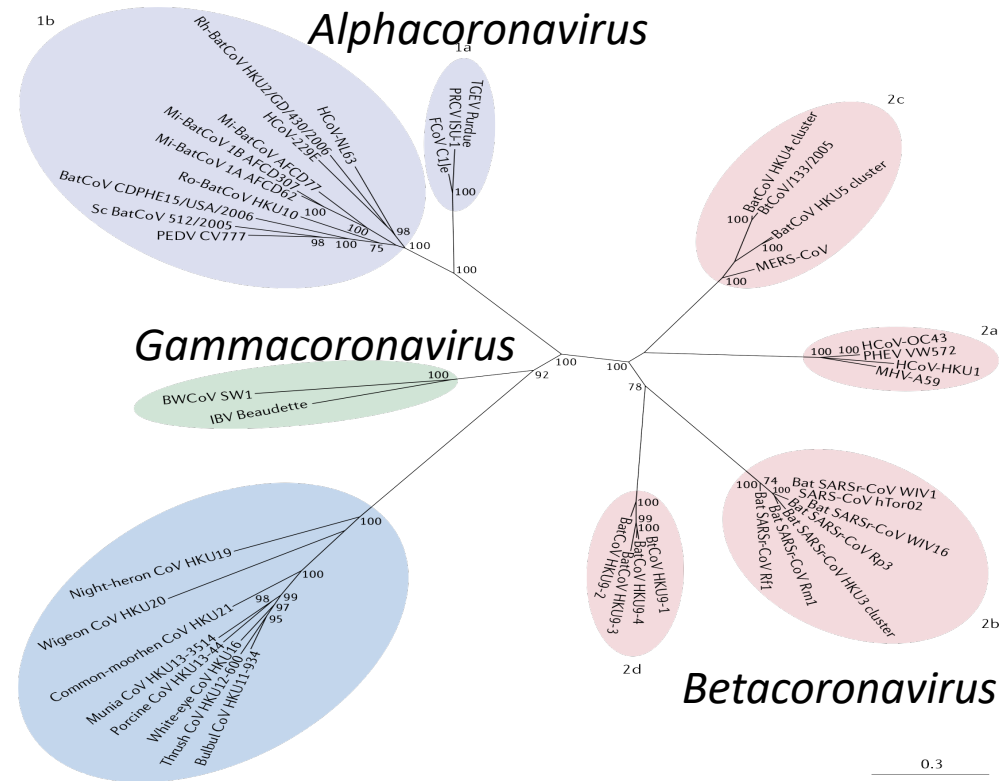 1b
Alphacoronavirus
1a
Rh-BatCoV HKU2/GD/430/2006
HCoV-NL63
HCoV-229E
Mi-BatCoV AFCD77
Mi-BatCoV 1B AFCD307
Mi-BatCoV 1A AFCD62
Ro-BatCoV HKU10
BatCoV CDPHE15/USA/2006
Sc BatCoV 512/2005
PEDV CV777
100
100
98
98
100
75
100
TGEV Purdue
PRCV ISU-1
FCoV C1Je
100
100
2c
BatCoV HKU4 cluster
BtCoV/133/2005
BatCoV HKU5 cluster
MERS-CoV
100
100
100
2a
HCoV-OC43
PHEV VW572
HCoV-HKU1
MHV-A59
100
100
Gammacoronavirus
100
BWCoV SW1
IBV Beaudette
92
100
100
78
100
Night-heron CoV HKU19
Wigeon CoV HKU20
Common-moorhen CoV HKU21
Munia CoV HKU13-3514
Porcine CoV HKU13-44
White-eye CoV HKU16
Thrush CoV HKU12-600
Bulbul CoV HKU11-934
100
98
99
97
95
100
99
100
BtCoV HKU9-1
BatCoV HKU9-4
BatCoV HKU9-3
BatCoV HKU9-2
2d
100
74
100
Bat SARSr-CoV WIV1
SARS-CoV hTor02
Bat SARSr-CoV WIV16
Bat SARSr-CoV Rp3
Bat SARSr-CoV HKU3 cluster
Bat SARSr-CoV Rm1
Bat SARSr-CoV Rf1
2b
Betacoronavirus
0.3